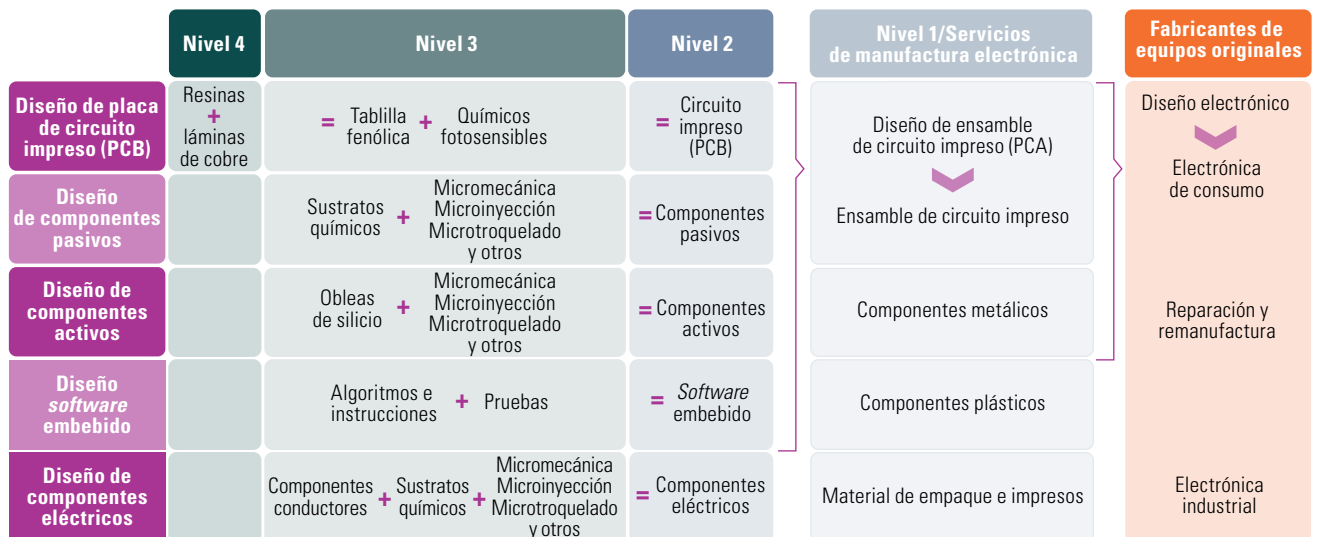 Nivel 4
Nivel 3
Nivel 2
Nivel 1/Servicios
de manufactura electrónica
Fabricantes de
equipos originales
Diseño de placa
de circuito
impreso (PCB)
Resinas
+
láminas
de cobre
= Tablilla
fenólica
+ Químicos
fotosensibles
= Circuito
impreso
(PCB)
Diseño
de componentes
pasivos
Sustratos
químicos
+
Micromecánica
Microinyección
Microtroquelado
y otros
= Componentes
pasivos
Diseño de
componentes
activos
Obleas
de silicio
+
Micromecánica
Microinyección
Microtroquelado
y otros
= Componentes
activos
Diseño
software
embebido
Algoritmos e
instrucciones
+ Pruebas
= Software
embebido
Diseño de
componentes
eléctricos
Componentes
conductores
+ Sustratos
químicos
+
Micromecánica
Microinyección
Microtroquelado
y otros
= Componentes
eléctricos
Diseño de ensamble
de circuito impreso (PCA)
Ensamble de circuito impreso
Componentes metálicos
Componentes plásticos
Material de empaque e impresos
Diseño electrónico
Electrónica
de consumo
Reparación y
remanufactura
Electrónica
industrial